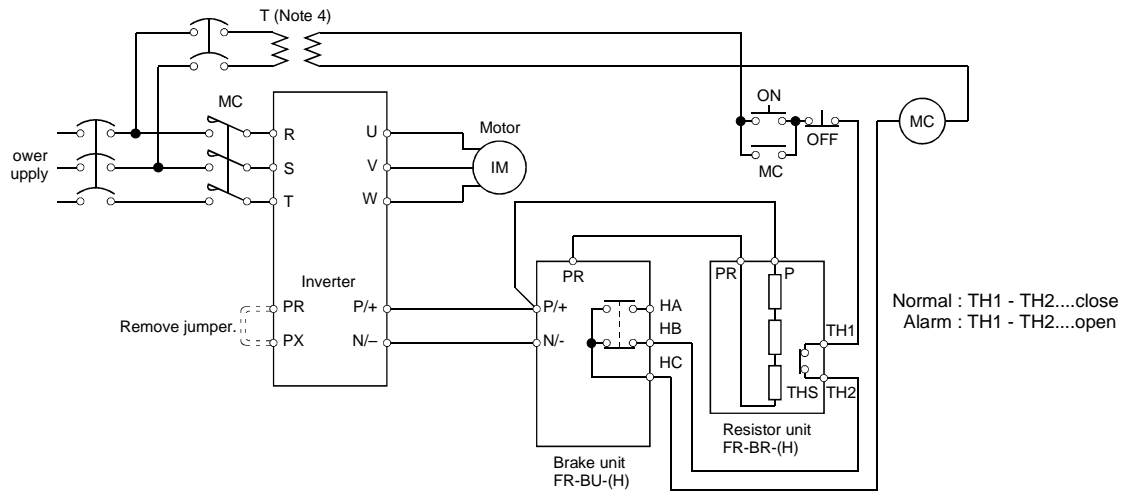 T (Note 4)
MC
ON
OFF
MC
MC
ower
upply
R
S
T
U
V
W
Motor
IM
Inverter
PR
PX
Remove jumper.
P/+
N/–
PR
P/+
N/-
HA
HB
HC
PR
P
TH1
THS
TH2
Normal : TH1 - TH2....close
Alarm : TH1 - TH2....open
Resistor unit
FR-BR-(H)
Brake unit
FR-BU-(H)